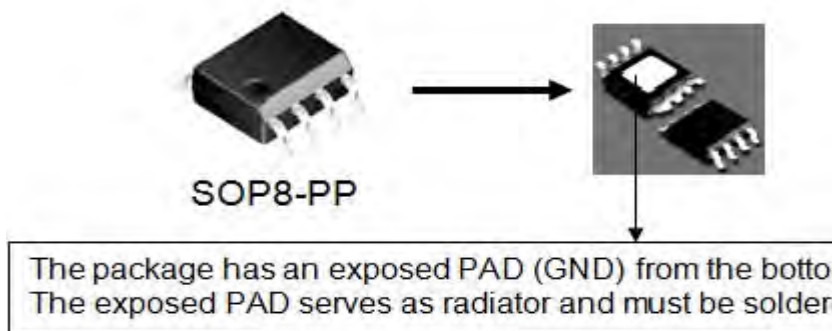 SOP8-PP
The package has an exposed PAD (GND) from the botto
The exposed PAD serves as radiator and must be solder